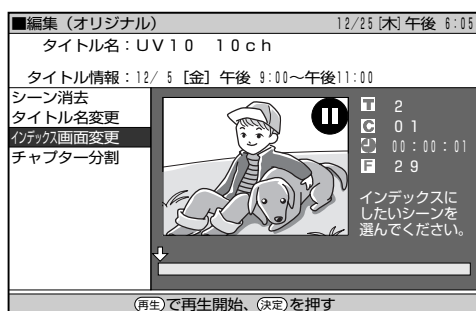 ■編集（オリジナル） 12/25[木]午後 6:05
タイトル名：UV10 10ch
タイトル情報：12/ 5 [金] 午後 9:00～午後11:00
シーン消去
タイトル名変更
インデックス画面変更
チャプター分割
T 2
C 01
00:00:01
F 29
インデックスに
したいシーンを
選んでください。
再生で再生開始、決定を押す